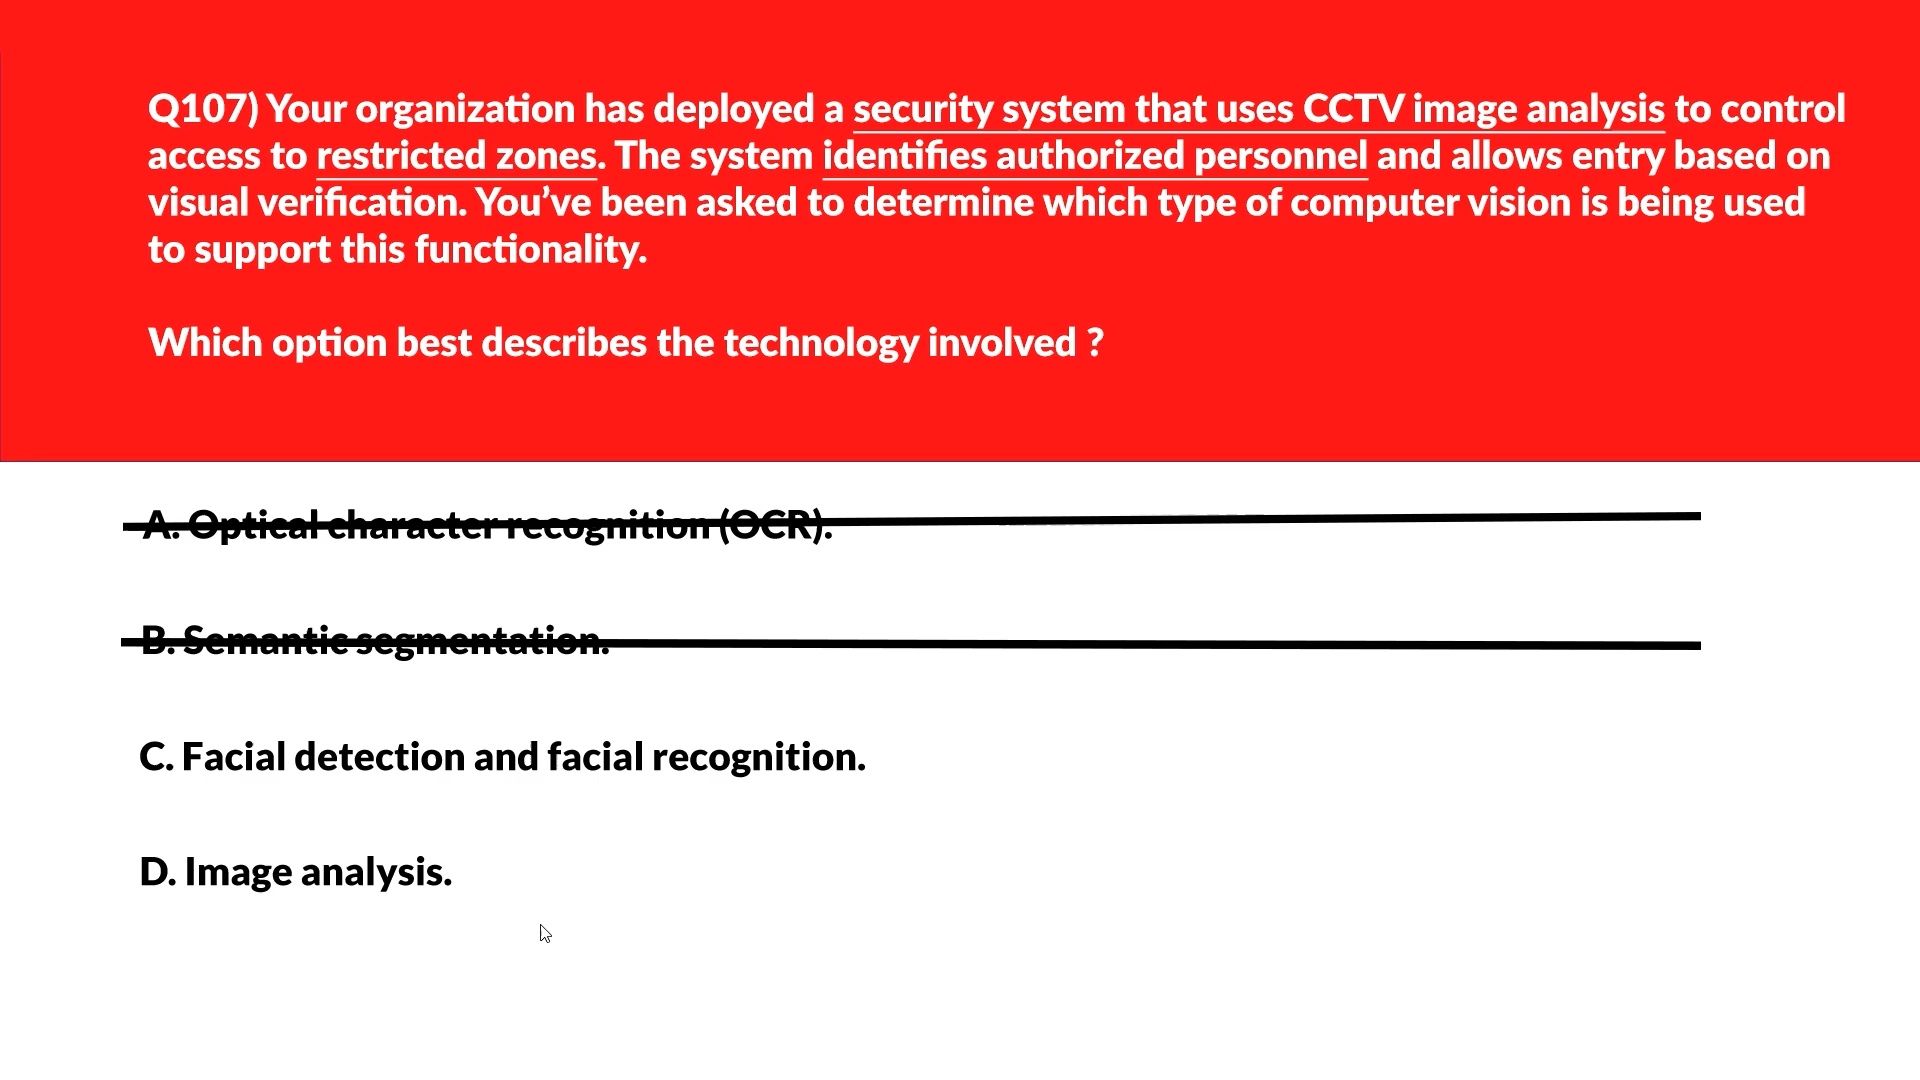 Q107) Your organization has deployed a security system that uses CCTV image analysis to control
access to restricted zones. The system identifies authorized personnel and allows entry based on
visual verification. You’ve been asked to determine which type of computer vision is being used
to support this functionality.
Which option best describes the technology involved ?
A. Optical character recognition (OCR).
B. Semantic segmentation.
C. Facial detection and facial recognition.
D. Image analysis.